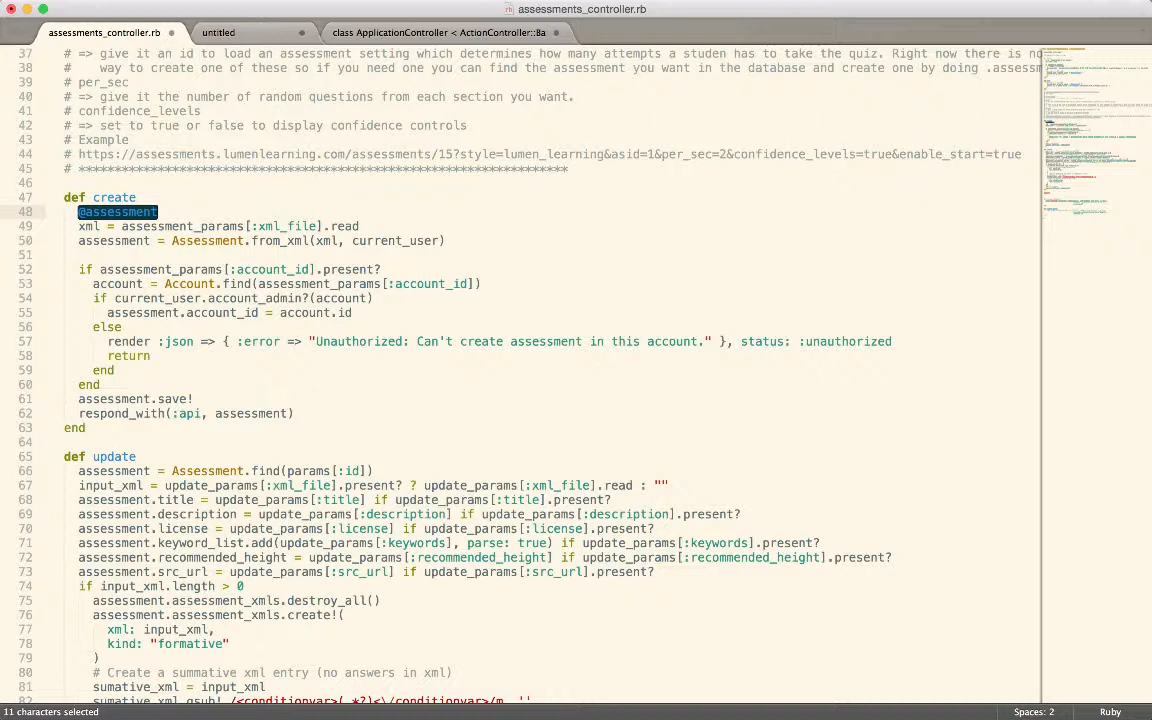 assessments_controller.rb
assessments_controller.rb untitled class ApplicationController < ActionController::Ba
37 # => give it an id to load an assessment setting which determines how many attempts a studen has to take the quiz. Right now there is no
38 # way to create one of these so if you need one you can find the assessment you want in the database and create one by doing .assessm
39 # per_sec
40 # => give it the number of random questions from each section you want.
41 # confidence_levels
42 # => set to true or false to display confidence controls
43 # Example
44 # https://assessments.lumenlearning.com/assessments/15?style=lumen_learning&asid=1&per_sec=2&confidence_levels=true&enable_start=true
45 # ********************************************************************
46
47 def create
48 @assessment
49 xml = assessment_params[:xml_file].read
50 assessment = Assessment.from_xml(xml, current_user)
51
52 if assessment_params[:account_id].present?
53 account = Account.find(assessment_params[:account_id])
54 if current_user.account_admin?(account)
55 assessment.account_id = account.id
56 else
57 render :json => { :error => "Unauthorized: Can't create assessment in this account." }, status: :unauthorized
58 return
59 end
60 end
61 assessment.save!
62 respond_with(:api, assessment)
63 end
64
65 def update
66 assessment = Assessment.find(params[:id])
67 input_xml = update_params[:xml_file].present? ? update_params[:xml_file].read : ""
68 assessment.title = update_params[:title] if update_params[:title].present?
69 assessment.description = update_params[:description] if update_params[:description].present?
70 assessment.license = update_params[:license] if update_params[:license].present?
71 assessment.keyword_list.add(update_params[:keywords], parse: true) if update_params[:keywords].present?
72 assessment.recommended_height = update_params[:recommended_height] if update_params[:recommended_height].present?
73 assessment.src_url = update_params[:src_url] if update_params[:src_url].present?
74 if input_xml.length > 0
75 assessment.assessment_xmls.destroy_all()
76 assessment.assessment_xmls.create!(
77 xml: input_xml,
78 kind: "formative"
79 )
80 # Create a summative xml entry (no answers in xml)
81 sumative_xml = input_xml
82 sumative_xml.gsub! /<conditionvar>(.*?)<\/conditionvar>/m, ''
11 characters selected Spaces: 2 Ruby